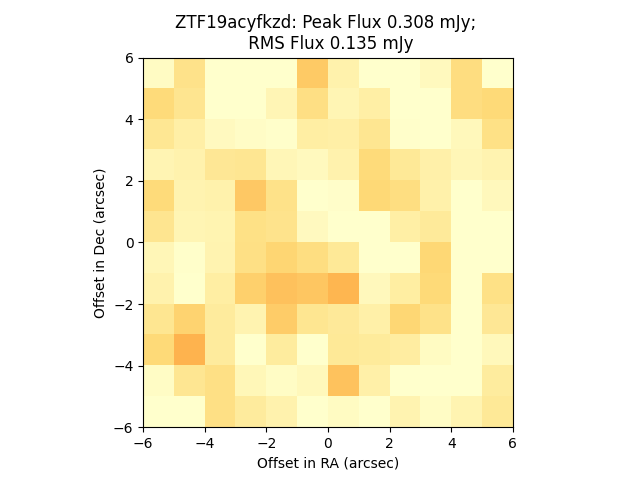 ZTF19acyfkzd: Peak Flux 0.308 mJy;
RMS Flux 0.135 mJy
6
4
2
0
−2
−4
−6
Offset in Dec (arcsec)
−6 −4 −2 0 2 4 6
Offset in RA (arcsec)